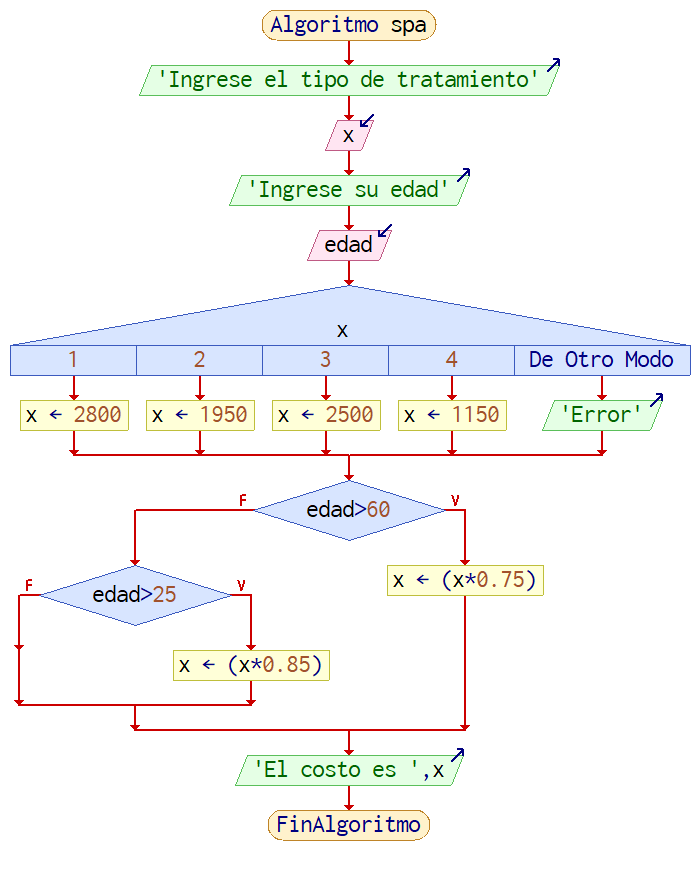 Algoritmo spa
'Ingrese el tipo de tratamiento'
x
'Ingrese su edad'
edad
x
1 2 3 4 De Otro Modo
x ← 2800 x ← 1950 x ← 2500 x ← 1150 'Error'
F edad>60 V
x ← (x*0.75)
F edad>25 V
x ← (x*0.85)
'El costo es ',x
FinAlgoritmo